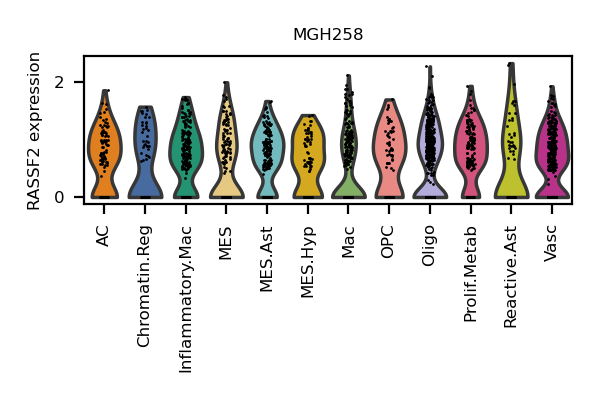 MGH258
RASSF2 expression
2
0
AC
Chromatin.Reg
Inflammatory.Mac
MES
MES.Ast
MES.Hyp
Mac
OPC
Oligo
Prolif.Metab
Reactive.Ast
Vasc